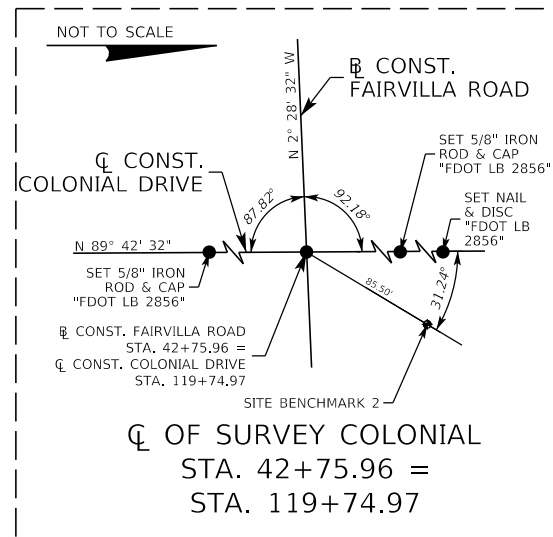 NOT TO SCALE
N 2° 28' 32" W
℄ CONST.
FAIRVILLA ROAD
℄ CONST.
COLONIAL DRIVE
87.82°
92.18°
SET 5/8" IRON
ROD & CAP
"FDOT LB 2856"
SET NAIL
& DISC
"FDOT LB
2856"
N 89° 42' 32"
SET 5/8" IRON
ROD & CAP
"FDOT LB 2856"
85.50'
31.24°
℄ CONST. FAIRVILLA ROAD
STA. 42+75.96 =
℄ CONST. COLONIAL DRIVE
STA. 119+74.97
SITE BENCHMARK 2
℄ OF SURVEY COLONIAL
STA. 42+75.96 =
STA. 119+74.97